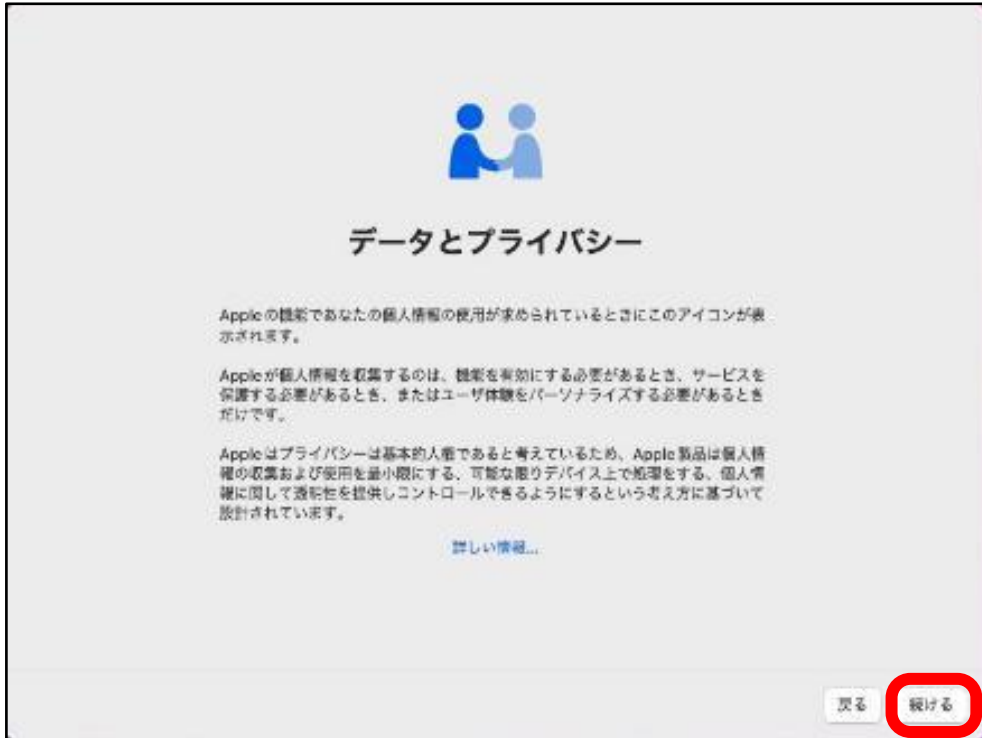 データとプライバシー
Appleの機能であなたの個人情報の使用が求められているときにこのアイコンが表
示されます。
Appleが個人情報を収集するのは、機能を有効にする必要があるとき、サービスを
保護する必要があるとき、またはユーザ体験をパーソナライズする必要があるとき
だけです。
Appleはプライバシーは基本的人権であると考えているため、Apple製品は個人情
報の収集および使用を最小限にする、可能な限りデバイス上で処理をする、個人情
報に関して透明性を提供しコントロールできるようにするという考え方に基づいて
設計されています。
詳しい情報...
戻る
続ける